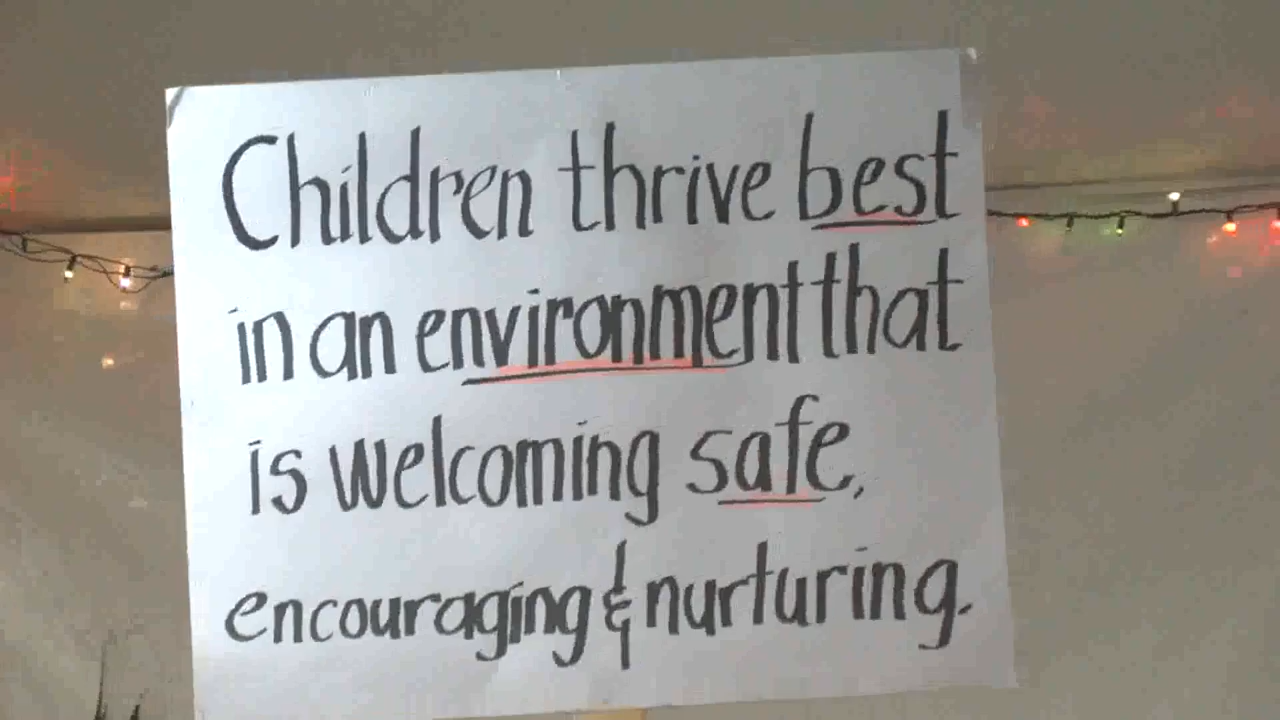 Children thrive best
in an environment that
is welcoming safe,
encouraging & nurturing.